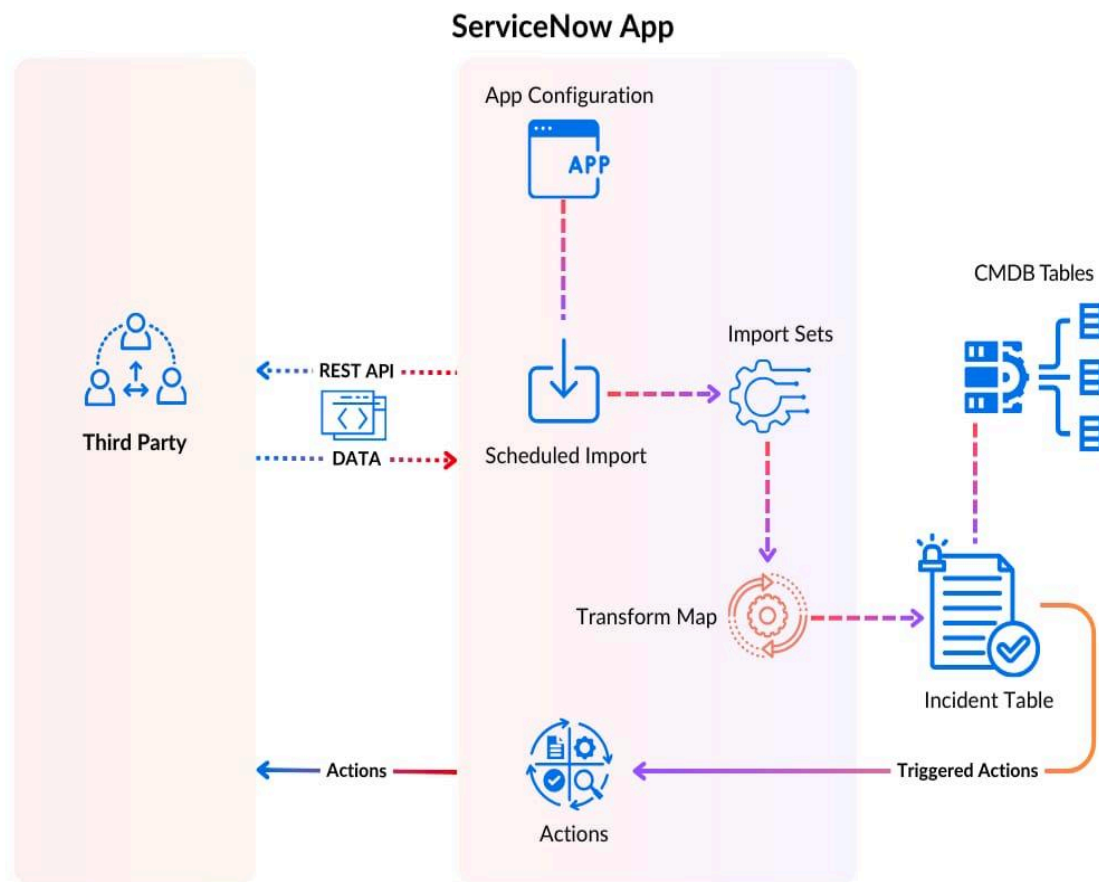 ServiceNow App
App Configuration
APP
CMDB Tables
Import Sets
REST API
Third Party
DATA
Scheduled Import
Transform Map
Incident Table
Actions
Triggered Actions
Actions